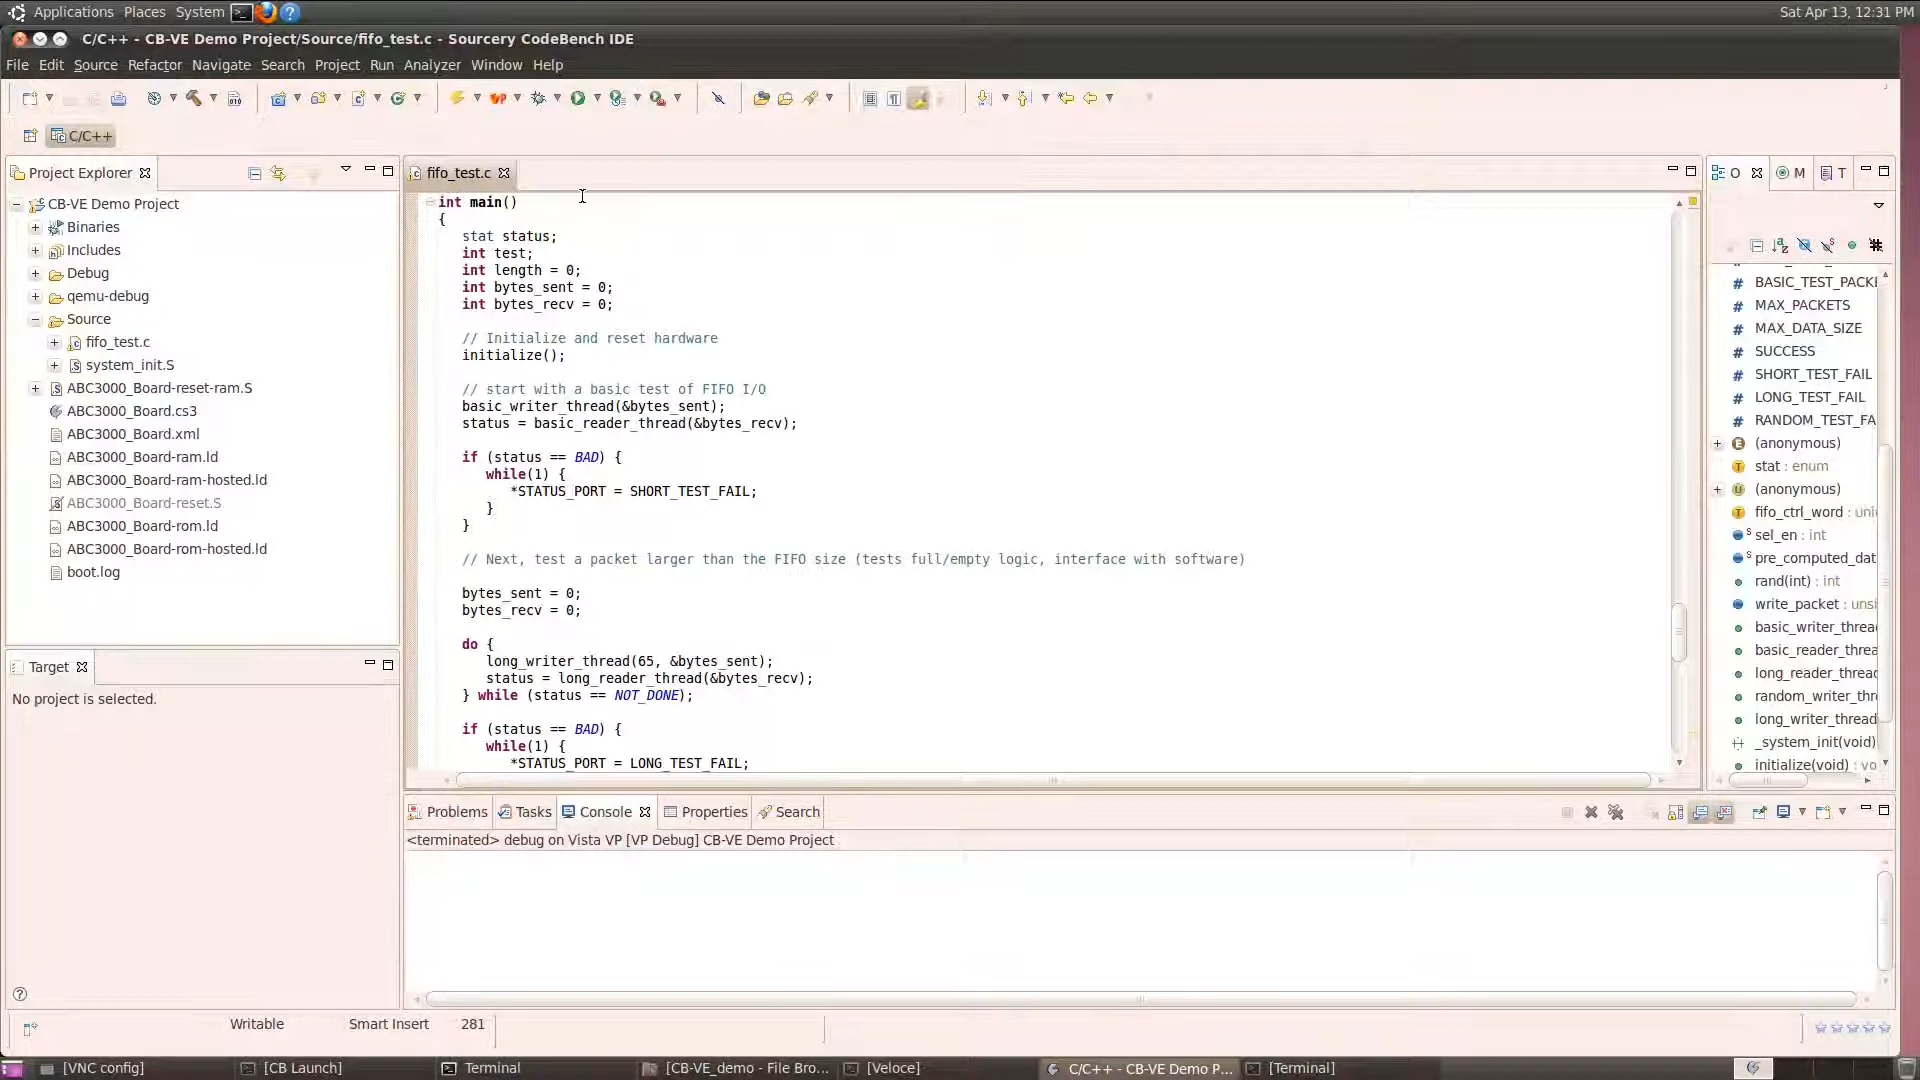 Applications Places System
Sat Apr 13, 12:31 PM
C/C++ - CB-VE Demo Project/Source/fifo_test.c - Sourcery CodeBench IDE
File Edit Source Refactor Navigate Search Project Run Analyzer Window Help
C/C++
Project Explorer
CB-VE Demo Project
Binaries
Includes
Debug
qemu-debug
Source
fifo_test.c
system_init.S
ABC3000_Board-reset-ram.S
ABC3000_Board.cs3
ABC3000_Board.xml
ABC3000_Board-ram.ld
ABC3000_Board-ram-hosted.ld
ABC3000_Board-reset.S
ABC3000_Board-rom.ld
ABC3000_Board-rom-hosted.ld
boot.log
Target
No project is selected.
fifo_test.c
int main()
{
stat status;
int test;
int length = 0;
int bytes_sent = 0;
int bytes_recv = 0;
// Initialize and reset hardware
initialize();
// start with a basic test of FIFO I/O
basic_writer_thread(&bytes_sent);
status = basic_reader_thread(&bytes_recv);
if (status == BAD) {
while(1) {
*STATUS_PORT = SHORT_TEST_FAIL;
}
}
// Next, test a packet larger than the FIFO size (tests full/empty logic, interface with software)
bytes_sent = 0;
bytes_recv = 0;
do {
long_writer_thread(65, &bytes_sent);
status = long_reader_thread(&bytes_recv);
} while (status == NOT_DONE);
if (status == BAD) {
while(1) {
*STATUS_PORT = LONG_TEST_FAIL;
O M T
BASIC_TEST_PACKE
MAX_PACKETS
MAX_DATA_SIZE
SUCCESS
SHORT_TEST_FAIL
LONG_TEST_FAIL
RANDOM_TEST_FA
(anonymous)
stat : enum
(anonymous)
fifo_ctrl_word : uni
sel_en : int
pre_computed_dat
rand(int) : int
write_packet : unsi
basic_writer_threa
basic_reader_threa
long_reader_threa
random_writer_thr
long_writer_thread
_system_init(void)
initialize(void) : vo
Problems Tasks Console Properties Search
<terminated> debug on Vista VP [VP Debug] CB-VE Demo Project
Writable Smart Insert 281
[VNC config] [CB Launch] Terminal [CB-VE_demo - File Bro... [Veloce] C/C++ - CB-VE Demo P... [Terminal]